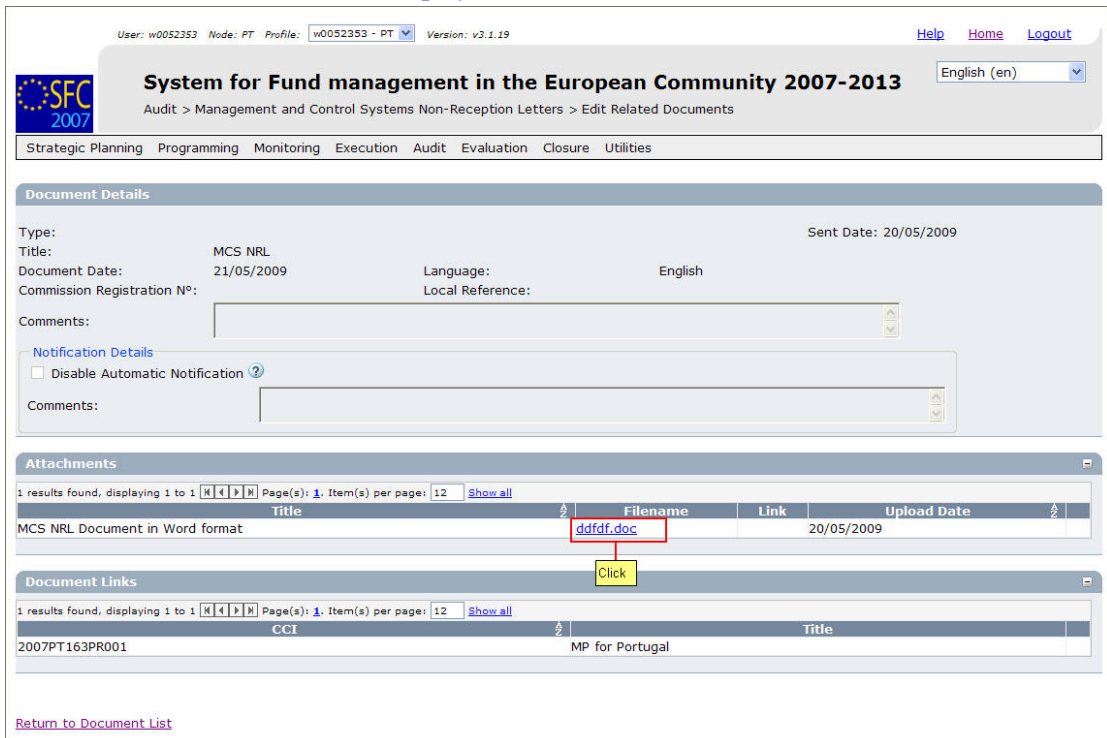 User: w0052353 Node: PT Profile: w0052353 - PT Version: v3.1.19 Help Home Logout
SFC 2007
System for Fund management in the European Community 2007-2013
English (en)
Audit > Management and Control Systems Non-Reception Letters > Edit Related Documents
Strategic Planning Programming Monitoring Execution Audit Evaluation Closure Utilities
Document Details
Type: Sent Date: 20/05/2009
Title: MCS NRL
Document Date: 21/05/2009 Language: English
Commission Registration Nº: Local Reference:
Comments:
Notification Details
Disable Automatic Notification ?
Comments:
Attachments
1 results found, displaying 1 to 1 Page(s): 1. Item(s) per page: 12 Show all
Title Filename Link Upload Date
MCS NRL Document in Word format ddfdf.doc 20/05/2009
Click
Document Links
1 results found, displaying 1 to 1 Page(s): 1. Item(s) per page: 12 Show all
CCI Title
2007PT163PR001 MP for Portugal
Return to Document List